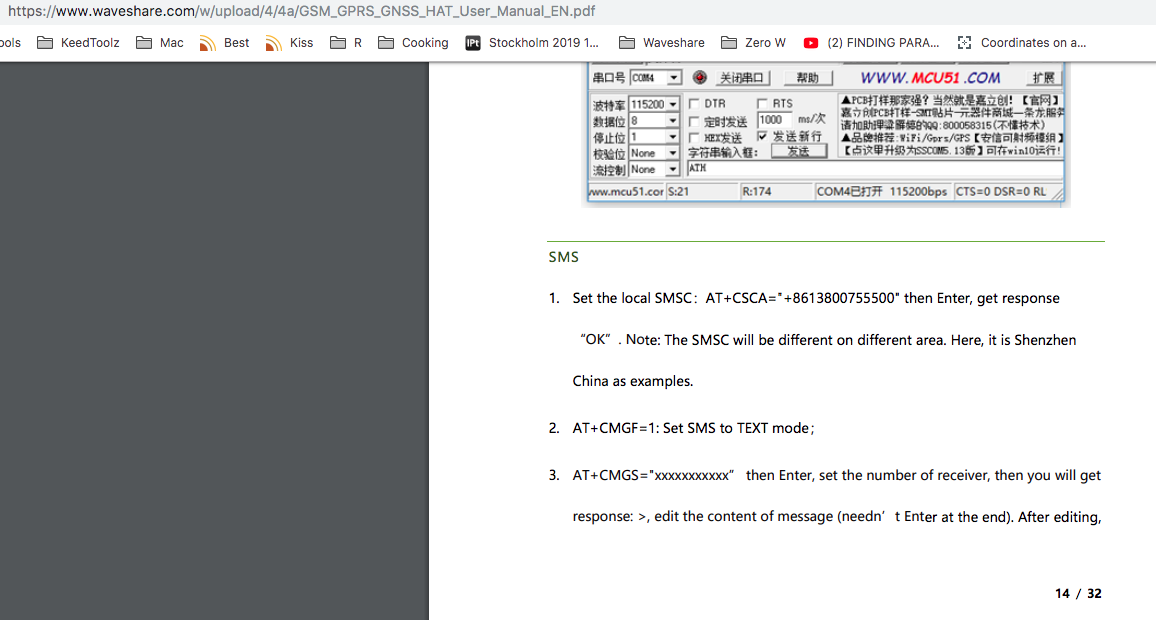 https://www.waveshare.com/w/upload/4/4a/GSM_GPRS_GNSS_HAT_User_Manual_EN.pdf
ools KeedToolz Mac Best Kiss R Cooking IPt Stockholm 2019 1... Waveshare Zero W (2) FINDING PARA... Coordinates on a...
串口号 COM4 关闭串口 帮助 WWW.MCU51.COM 扩展
波特率 115200 DTR RTS
数据位 8 定时发送 1000 ms/次
停止位 1 HEX发送 发送新行
校验位 None 字符串输入框: 发送
流控制 None ATH
▲PCB打样那家强? 当然就是嘉立创! 【官网】
嘉立创PCB打样-SMT贴片-元器件商城一条龙服务
请加助理梁 的QQ:800058315(不懂技术)
▲品牌推荐:WiFi/Gprs/GPS【安信可射频模组】
【点这里升级为SSCOM5.13版】可在win10运行!
www.mcu51.cor S:21 R:174 COM4已打开 115200bps CTS=0 DSR=0 RL
SMS
1. Set the local SMSC: AT+CSCA="+8613800755500" then Enter, get response
“OK” . Note: The SMSC will be different on different area. Here, it is Shenzhen
China as examples.
2. AT+CMGF=1: Set SMS to TEXT mode;
3. AT+CMGS="xxxxxxxxxxx” then Enter, set the number of receiver, then you will get
response: >, edit the content of message (needn’ t Enter at the end). After editing,
14 / 32